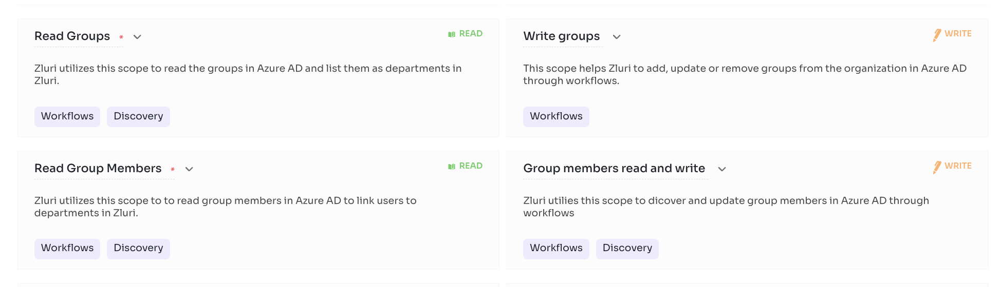 Read Groups *
READ
Zluri utilizes this scope to read the groups in Azure AD and list them as departments in
Zluri.
Workflows Discovery
Write groups
WRITE
This scope helps Zluri to add, update or remove groups from the organization in Azure AD
through workflows.
Workflows
Read Group Members *
READ
Zluri utilizes this scope to to read group members in Azure AD to link users to
departments in Zluri.
Workflows Discovery
Group members read and write
WRITE
Zluri utilies this scope to dicover and update group members in Azure AD through
workflows
Workflows Discovery